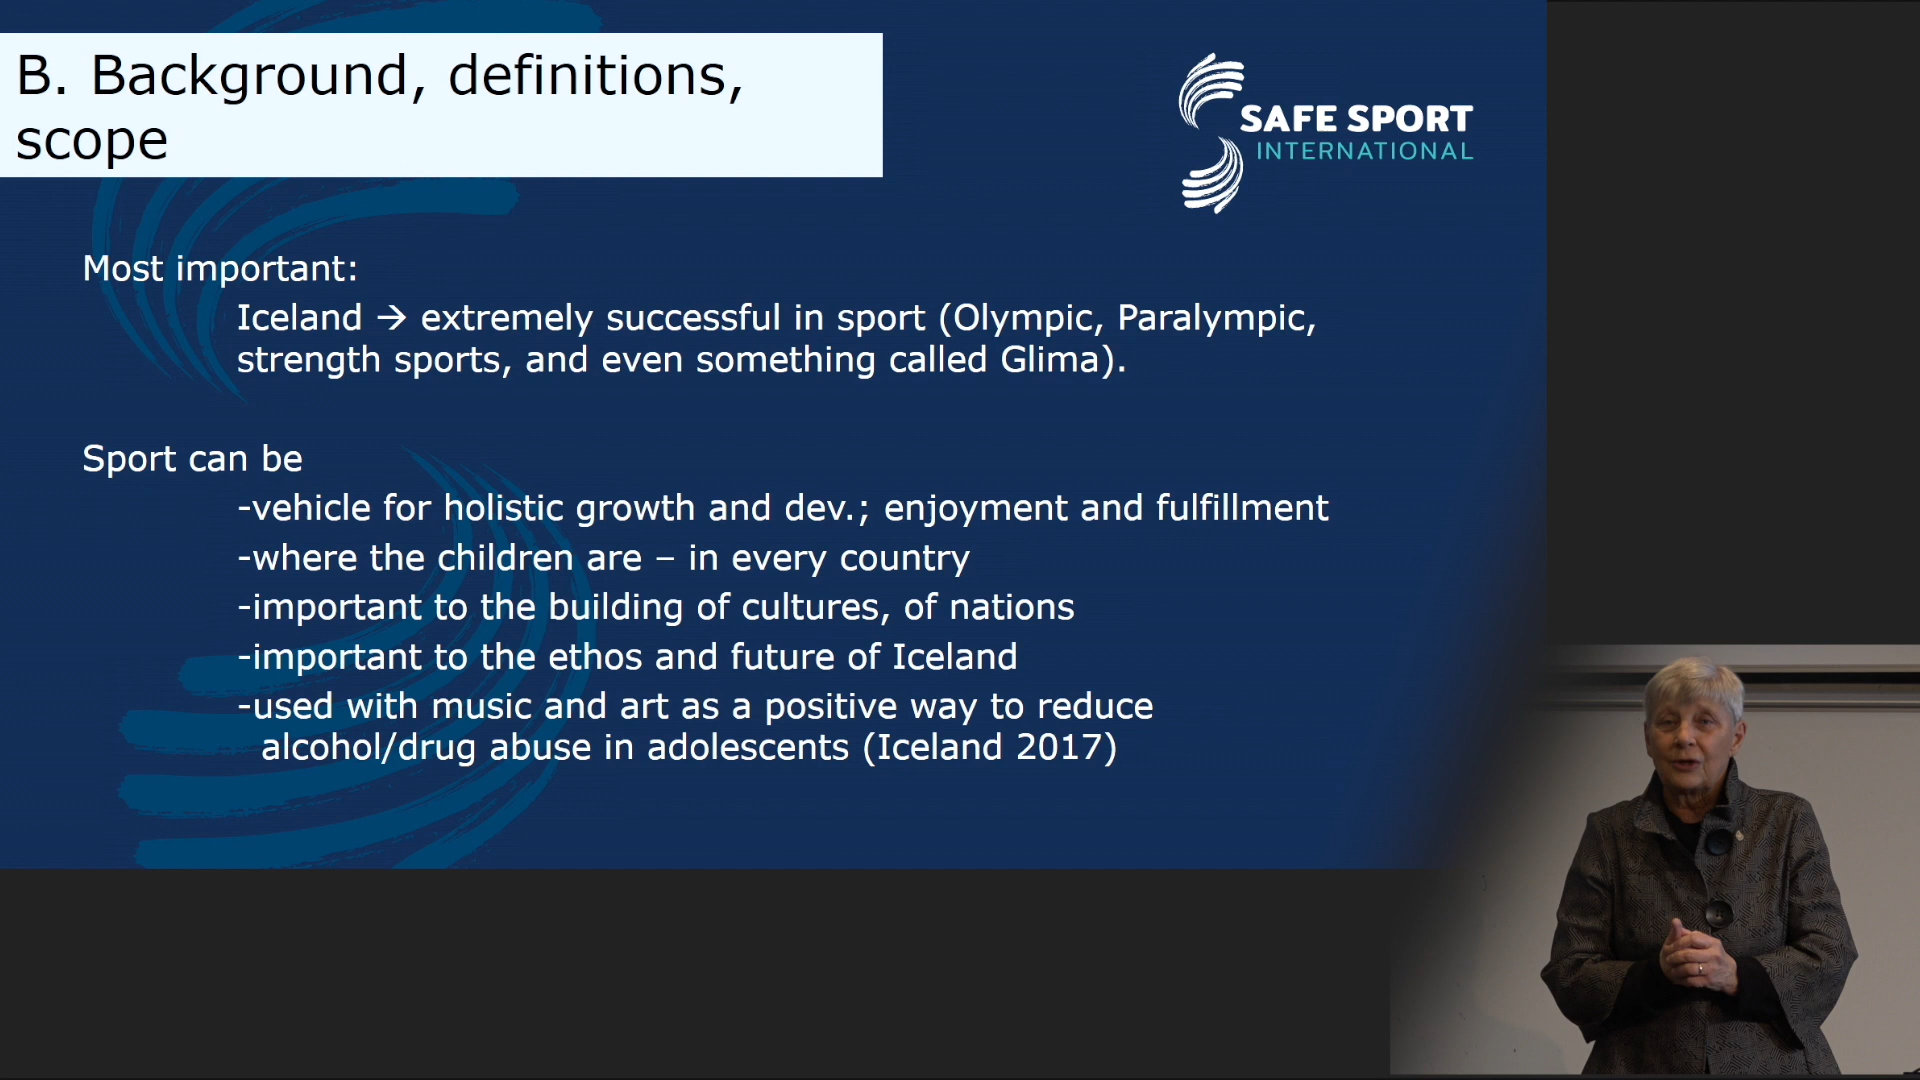 B. Background, definitions,
scope
SAFE SPORT
INTERNATIONAL
Most important:
Iceland → extremely successful in sport (Olympic, Paralympic,
strength sports, and even something called Glima).
Sport can be
-vehicle for holistic growth and dev.; enjoyment and fulfillment
-where the children are – in every country
-important to the building of cultures, of nations
-important to the ethos and future of Iceland
-used with music and art as a positive way to reduce
alcohol/drug abuse in adolescents (Iceland 2017)